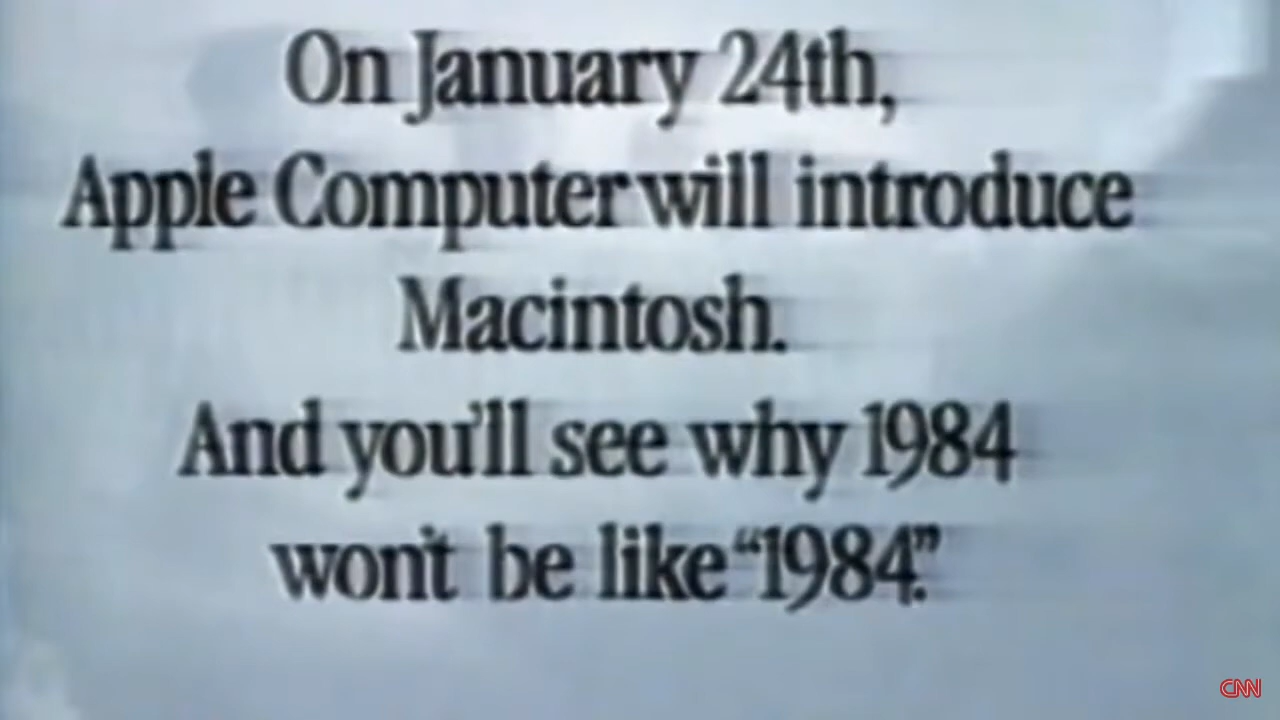 On January 24th,
Apple Computer will introduce
Macintosh.
And you'll see why 1984
won't be like “1984.”
CNN